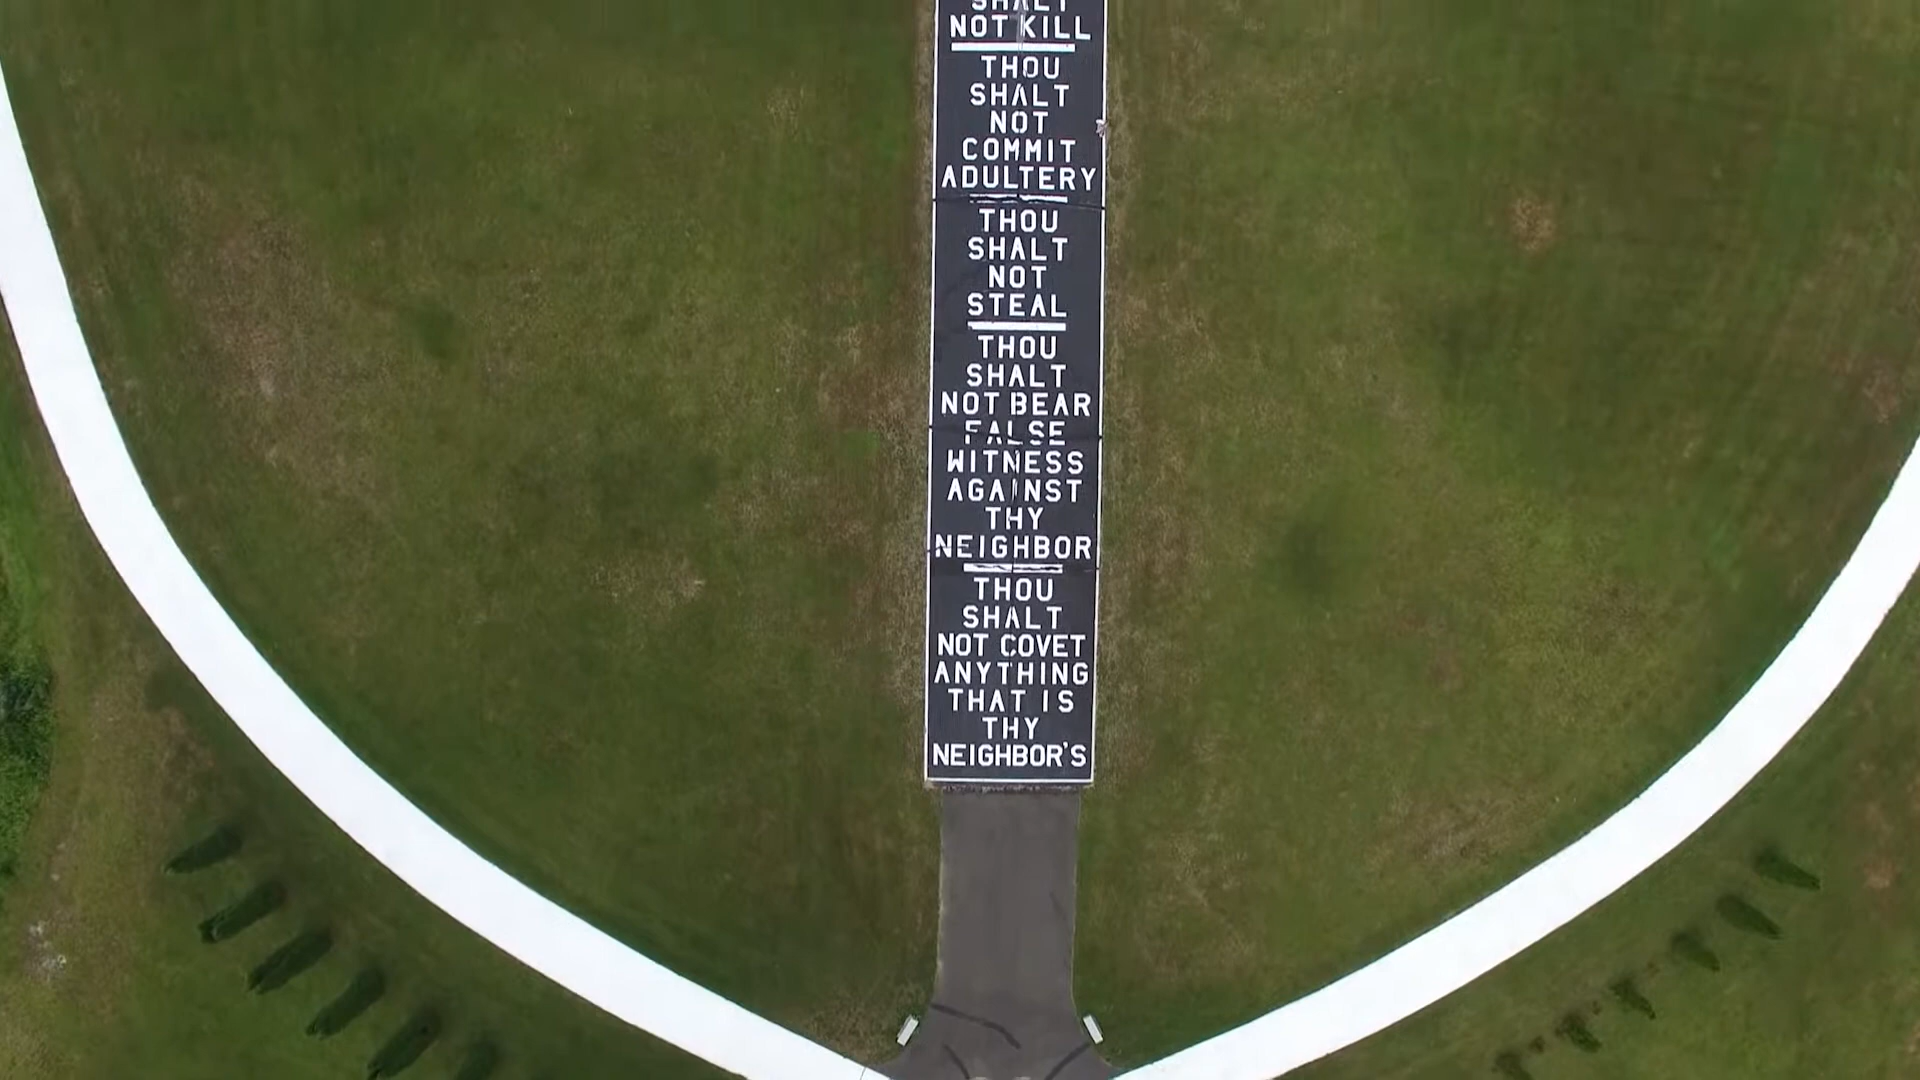 SHALT
NOT KILL
THOU
SHALT
NOT
COMMIT
ADULTERY
THOU
SHALT
NOT
STEAL
THOU
SHALT
NOT BEAR
FALSE
WITNESS
AGAINST
THY
NEIGHBOR
THOU
SHALT
NOT COVET
ANYTHING
THAT IS
THY
NEIGHBOR'S